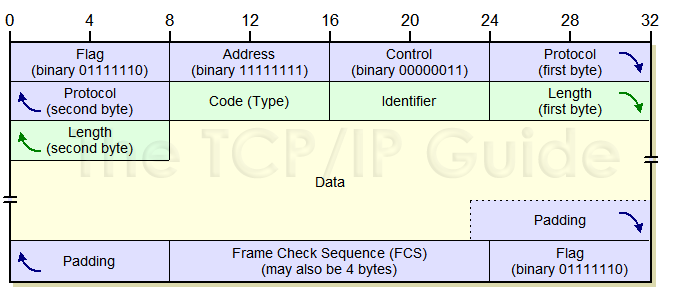 0 4 8 12 16 20 24 28 32
Flag Address Control Protocol
(binary 01111110) (binary 11111111) (binary 00000011) (first byte)
Protocol
(second byte) Code (Type) Identifier Length
(first byte)
Length
(second byte)
The TCP/IP Guide
Data
Padding
Padding Frame Check Sequence (FCS)
(may also be 4 bytes) Flag
(binary 01111110)